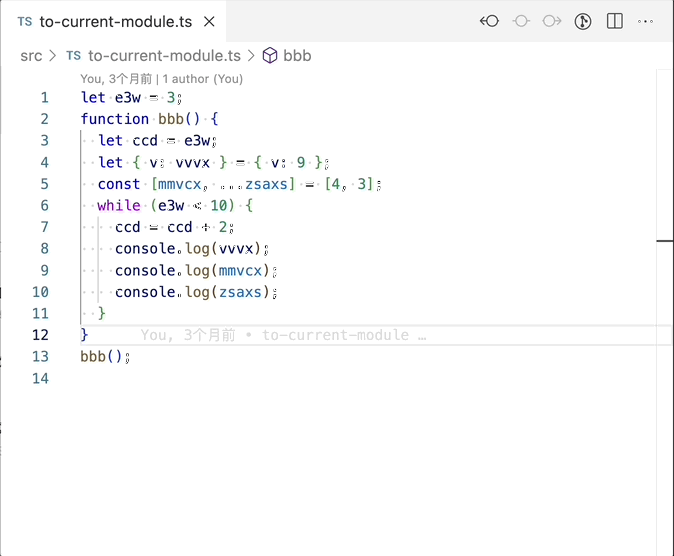 TS to-current-module.ts ×
src > TS to-current-module.ts > bbb
You, 3个月前 | 1 author (You)
1 let e3w = 3;
2 function bbb() {
3 let ccd = e3w;
4 let { v: vvvx } = { v: 9 };
5 const [mmvcx, ...zsaxs] = [4, 3];
6 while (e3w < 10) {
7 ccd = ccd + 2;
8 console.log(vvvx);
9 console.log(mmvcx);
10 console.log(zsaxs);
11 }
12 } You, 3个月前 • to-current-module …
13 bbb();
14